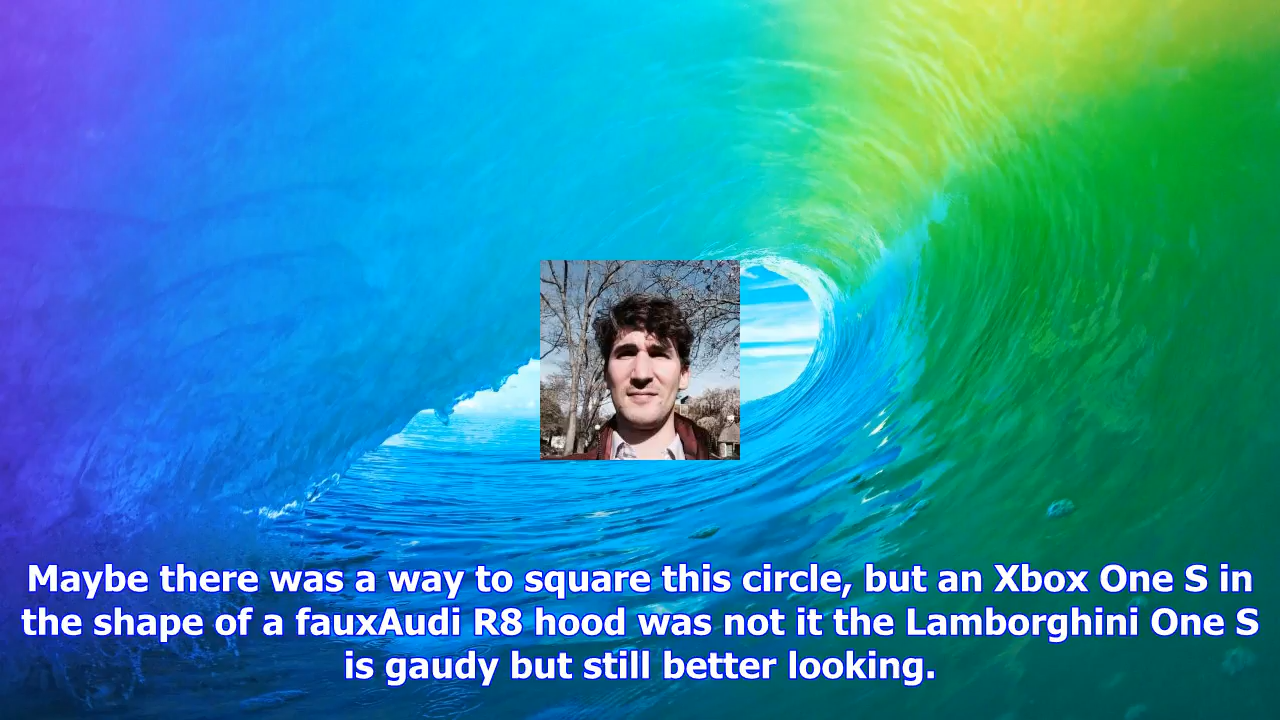 Maybe there was a way to square this circle, but an Xbox One S in
the shape of a fauxAudi R8 hood was not it the Lamborghini One S
is gaudy but still better looking.